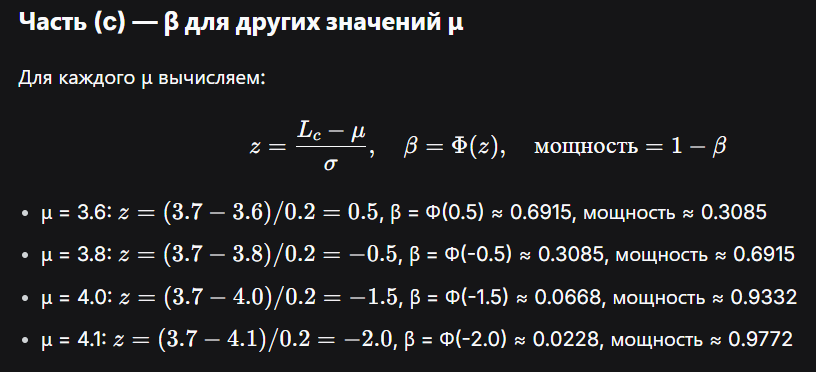 Часть (c) — β для других значений μ
Для каждого μ вычисляем:
z = (L_c − μ)/σ, β = Φ(z), мощность = 1 − β
• μ = 3.6: z = (3.7 − 3.6)/0.2 = 0.5, β = Φ(0.5) ≈ 0.6915, мощность ≈ 0.3085
• μ = 3.8: z = (3.7 − 3.8)/0.2 = −0.5, β = Φ(-0.5) ≈ 0.3085, мощность ≈ 0.6915
• μ = 4.0: z = (3.7 − 4.0)/0.2 = −1.5, β = Φ(-1.5) ≈ 0.0668, мощность ≈ 0.9332
• μ = 4.1: z = (3.7 − 4.1)/0.2 = −2.0, β = Φ(-2.0) ≈ 0.0228, мощность ≈ 0.9772